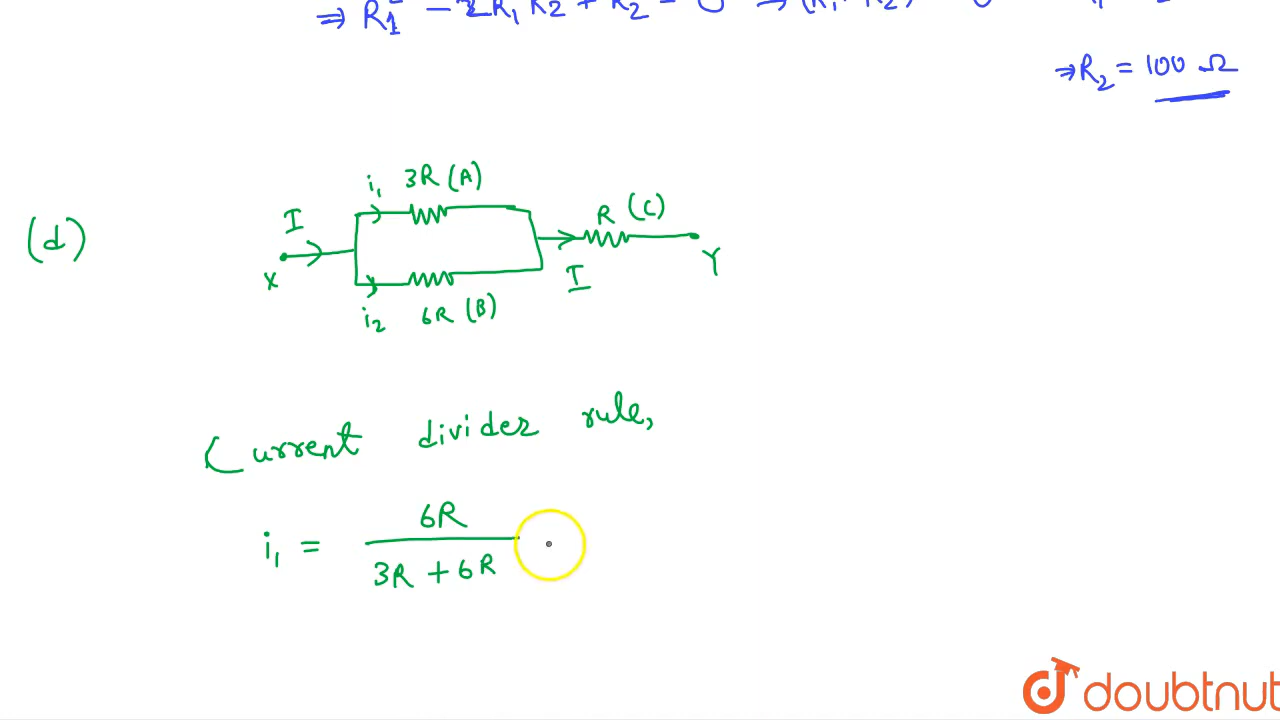 ⇒ R₂ = 100 Ω
(d)
I
X
i₁ 3R (A)
i₂ 6R (B)
I
R (C)
Y
Current divider rule,
i₁ = 6R / 3R + 6R
doubtnut